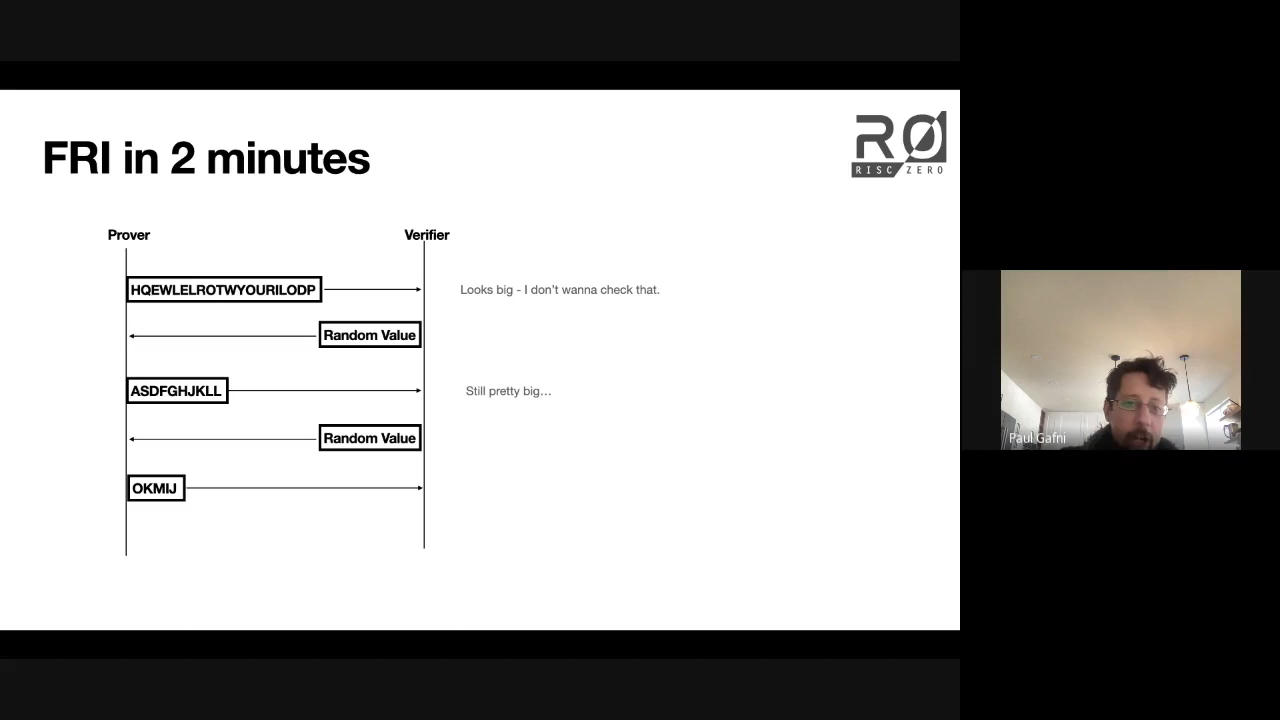 FRI in 2 minutes
RØ
RISC ZERO
Prover
Verifier
HQEWLELROTWYOURILODP
Looks big - I don't wanna check that.
Random Value
ASDFGHJKLL
Still pretty big...
Random Value
OKMIJ
Paul Gafni